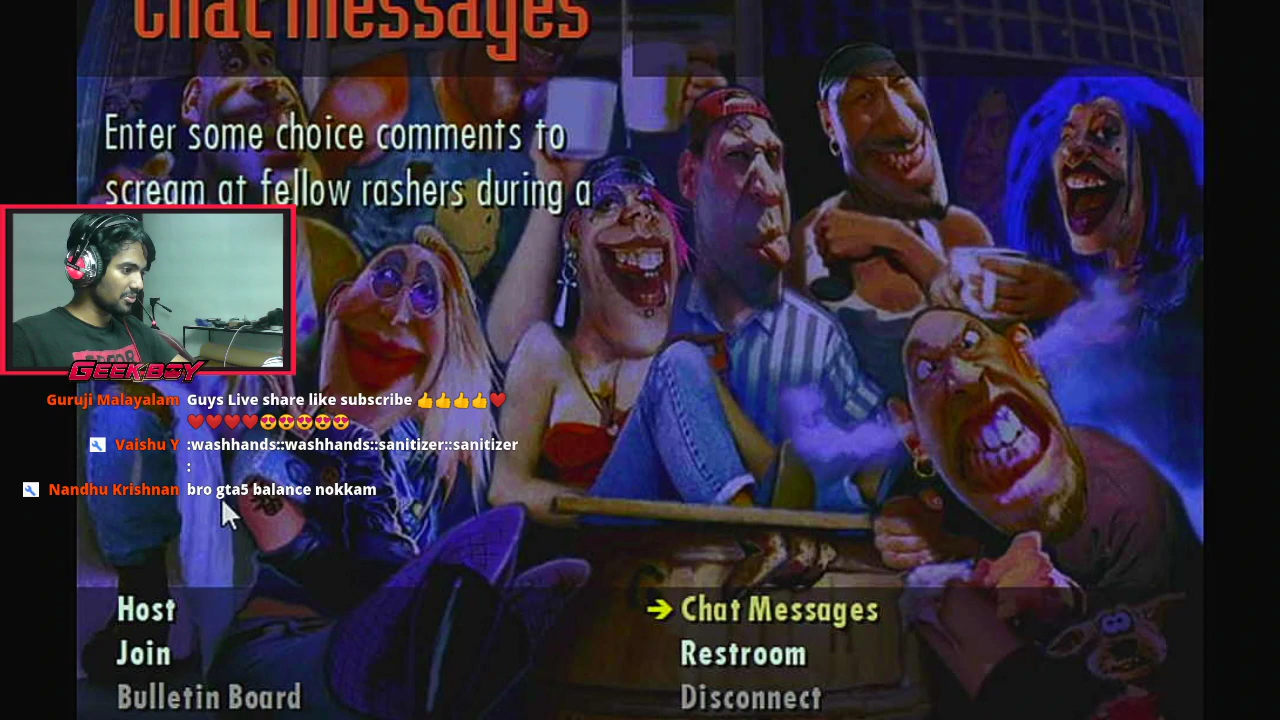 Chat Messages
Enter some choice comments to
scream at fellow rashers during a
GEEKBOY
Guruji Malayalam Guys Live share like subscribe 👍👍👍👍❤️
❤️❤️❤️❤️😍😍😍😍😍
Vaishu Y :washhands::washhands::sanitizer::sanitizer
:
Nandhu Krishnan bro gta5 balance nokkam
Host
Chat Messages
Join
Restroom
Bulletin Board
Disconnect